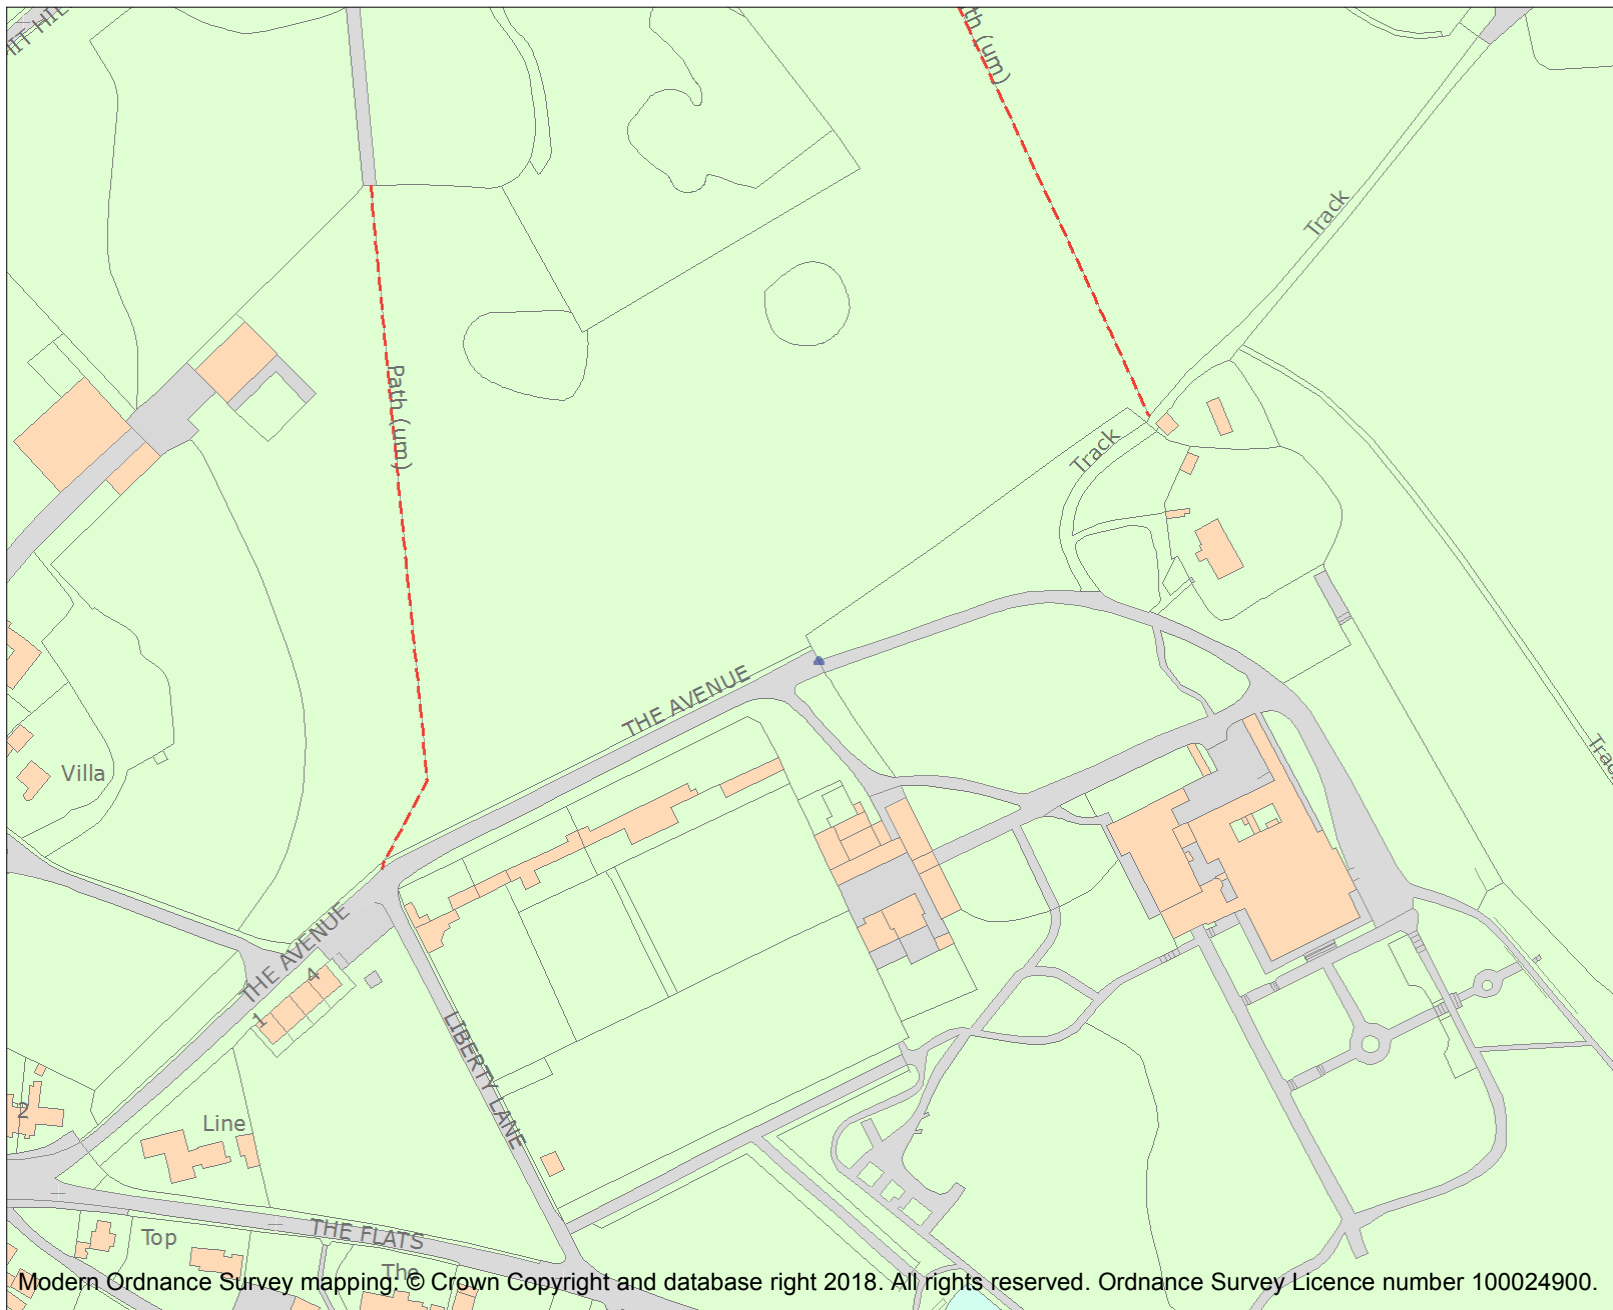 th (um)
Track
Path (um)
Track
THE AVENUE
Villa
THE AVENUE
4
1
LIBERTY LANE
2
Line
THE FLATS
Top
The
Modern Ordnance Survey mapping: © Crown Copyright and database right 2018. All rights reserved. Ordnance Survey Licence number 100024900.